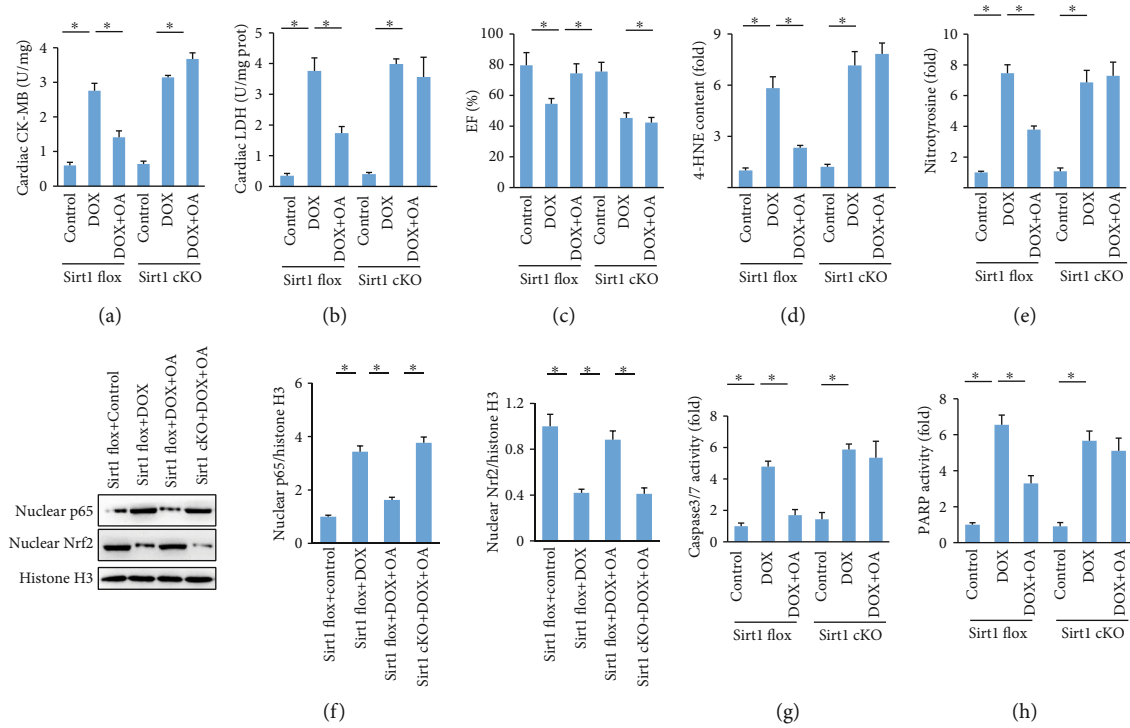 * * *
Cardiac CK-MB (U/mg)
4
3
2
1
0
Control
DOX
DOX+OA
DOX
DOX+OA
Control
Sirt1 flox
Sirt1 cKO
(a)
* * *
Cardiac LDH (U/mg prot)
5
4
3
2
1
0
Control
DOX
DOX+OA
Control
DOX
DOX+OA
Sirt1 flox
Sirt1 cKO
(b)
* * *
EF (%)
100
80
60
40
20
0
Control
DOX
DOX+OA
Control
DOX
DOX+OA
Sirt1 flox
Sirt1 cKO
(c)
* * *
4-HNE content (fold)
9
6
3
0
Control
DOX
DOX+OA
Control
DOX
DOX+OA
Sirt1 flox
Sirt1 cKO
(d)
* * *
Nitrotyrosine (fold)
10
8
6
4
2
0
Control
DOX
DOX+OA
Control
DOX
DOX+OA
Sirt1 flox
Sirt1 cKO
(e)
Sirt1 flox+Control
Sirt1 flox+DOX
Sirt1 flox+DOX+OA
Sirt1 cKO+DOX+OA
Nuclear p65
Nuclear Nrf2
Histone H3
* * *
Nuclear p65/histone H3
6
4
2
0
Sirt1 flox+control
Sirt1 flox+DOX
Sirt1 flox+DOX+OA
Sirt1 cKO+DOX+OA
* * *
Nuclear Nrf2/histone H3
1.2
0.8
0.4
0
Sirt1 flox+control
Sirt1 flox+DOX
Sirt1 flox+DOX+OA
Sirt1 cKO+DOX+OA
(f)
* * *
Caspase3/7 activity (fold)
8
6
4
2
0
Control
DOX
DOX+OA
Control
DOX
DOX+OA
Sirt1 flox
Sirt1 cKO
(g)
* * *
PARP activity (fold)
8
6
4
2
0
Control
DOX
DOX+OA
Control
DOX
DOX+OA
Sirt1 flox
Sirt1 cKO
(h)